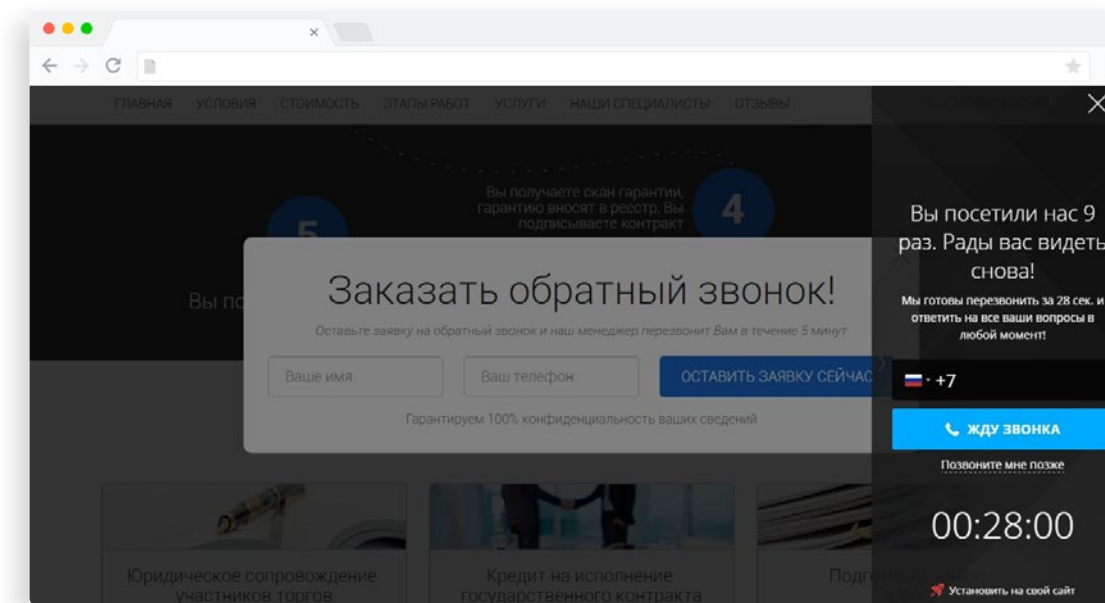 ГЛАВНАЯ УСЛОВИЯ СТОИМОСТЬ ЭТАПЫ РАБОТ УСЛУГИ НАШИ СПЕЦИАЛИСТЫ ОТЗЫВЫ
Вы получаете скан гарантии,
гарантию вносят в реестр, Вы
подписываете контракт
4
5
Вы по
Заказать обратный звонок!
Оставьте заявку на обратный звонок и наш менеджер перезвонит Вам в течение 5 минут
Ваше имя:
Ваш телефон:
ОСТАВИТЬ ЗАЯВКУ СЕЙЧАС
Гарантируем 100% конфиденциальность ваших сведений
Юридическое сопровождение
участников торгов
Кредит на исполнение
государственного контракта
Вы посетили нас 9
раз. Рады вас видеть
снова!
Мы готовы перезвонить за 28 сек. и
ответить на все ваши вопросы в
любой момент!
+7
ЖДУ ЗВОНКА
Позвоните мне позже
00:28:00
Установить на свой сайт